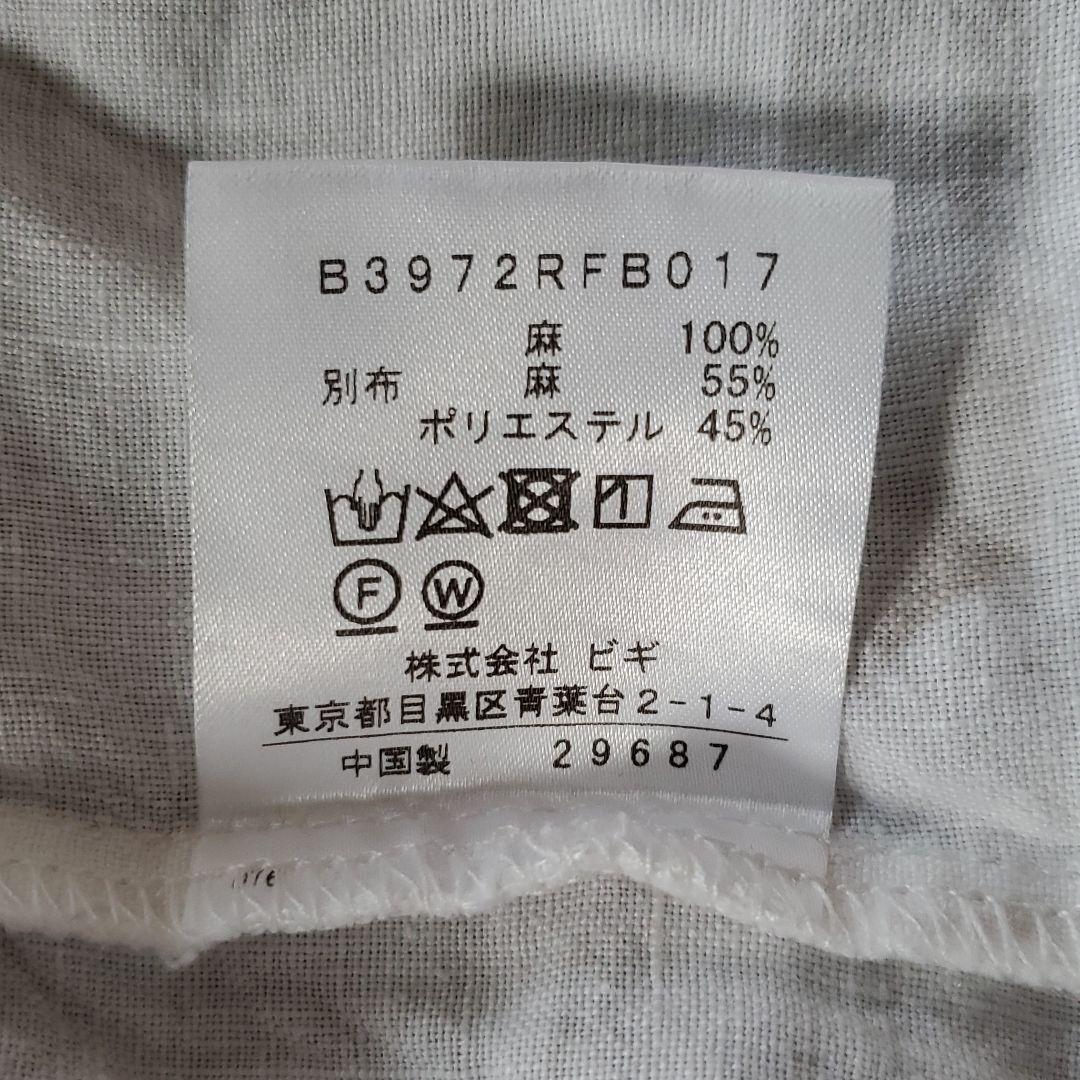 B3972RFB017
麻 100%
別布 麻 55%
ポリエステル 45%
F W
株式会社 ビギ
東京都目黒区青葉台2-1-4
中国製 29687